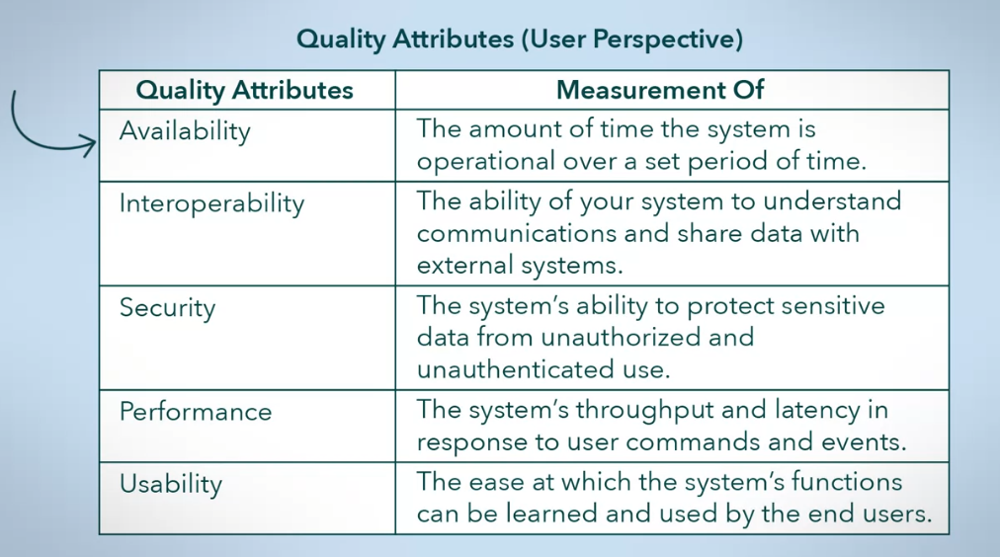 Quality Attributes (User Perspective)
Quality Attributes
Measurement Of
Availability
The amount of time the system is
operational over a set period of time.
Interoperability
The ability of your system to understand
communications and share data with
external systems.
Security
The system's ability to protect sensitive
data from unauthorized and
unauthenticated use.
Performance
The system's throughput and latency in
response to user commands and events.
Usability
The ease at which the system's functions
can be learned and used by the end users.